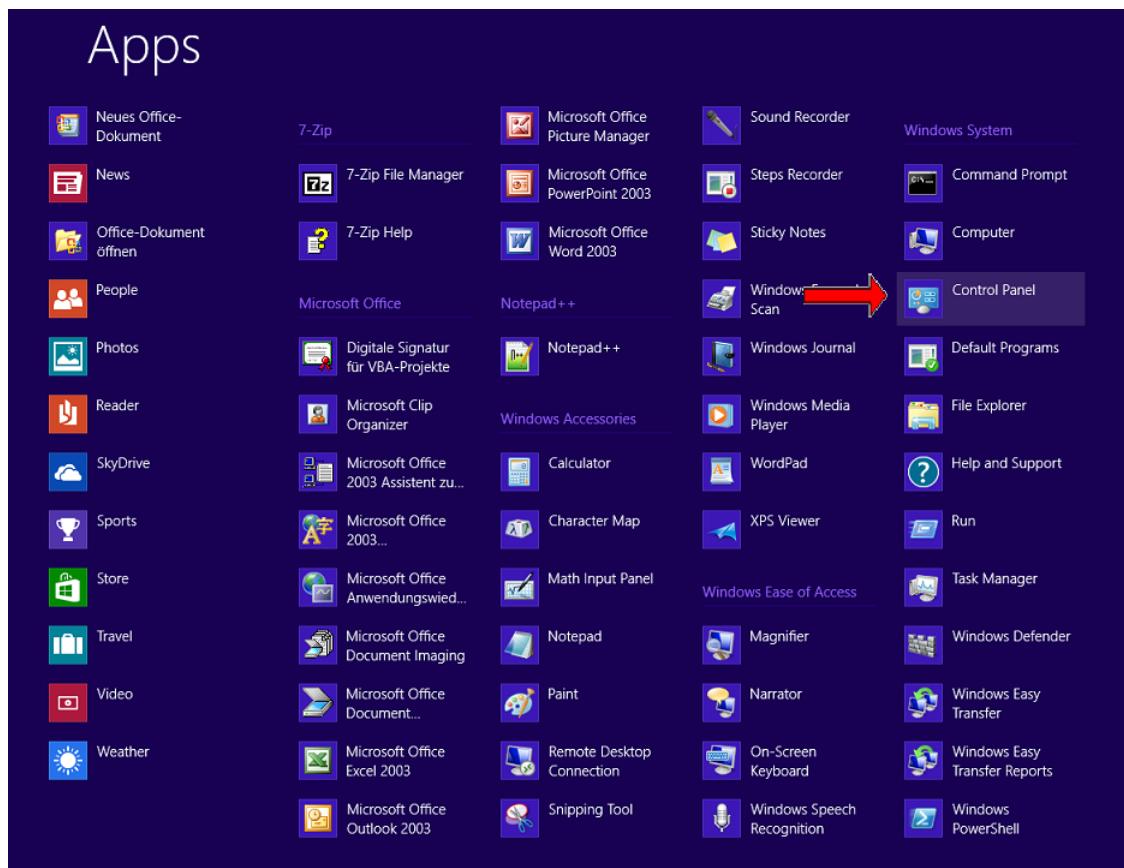 Apps
Neues Office-
Dokument
News
Office-Dokument
öffnen
People
Photos
Reader
SkyDrive
Sports
Store
Travel
Video
Weather
7-Zip
7-Zip File Manager
7-Zip Help
Microsoft Office
Digitale Signatur
für VBA-Projekte
Microsoft Clip
Organizer
Microsoft Office
2003 Assistent zu...
Microsoft Office
2003...
Microsoft Office
Anwendungswied...
Microsoft Office
Document Imaging
Microsoft Office
Document...
Microsoft Office
Excel 2003
Microsoft Office
Outlook 2003
Microsoft Office
Picture Manager
Microsoft Office
PowerPoint 2003
Microsoft Office
Word 2003
Notepad++
Notepad++
Windows Accessories
Calculator
Character Map
Math Input Panel
Notepad
Paint
Remote Desktop
Connection
Snipping Tool
Sound Recorder
Steps Recorder
Sticky Notes
Windows
Scan
Windows Journal
Windows Media
Player
WordPad
XPS Viewer
Windows Ease of Access
Magnifier
Narrator
On-Screen
Keyboard
Windows Speech
Recognition
Windows System
Command Prompt
Computer
Control Panel
Default Programs
File Explorer
Help and Support
Run
Task Manager
Windows Defender
Windows Easy
Transfer
Windows Easy
Transfer Reports
Windows
PowerShell